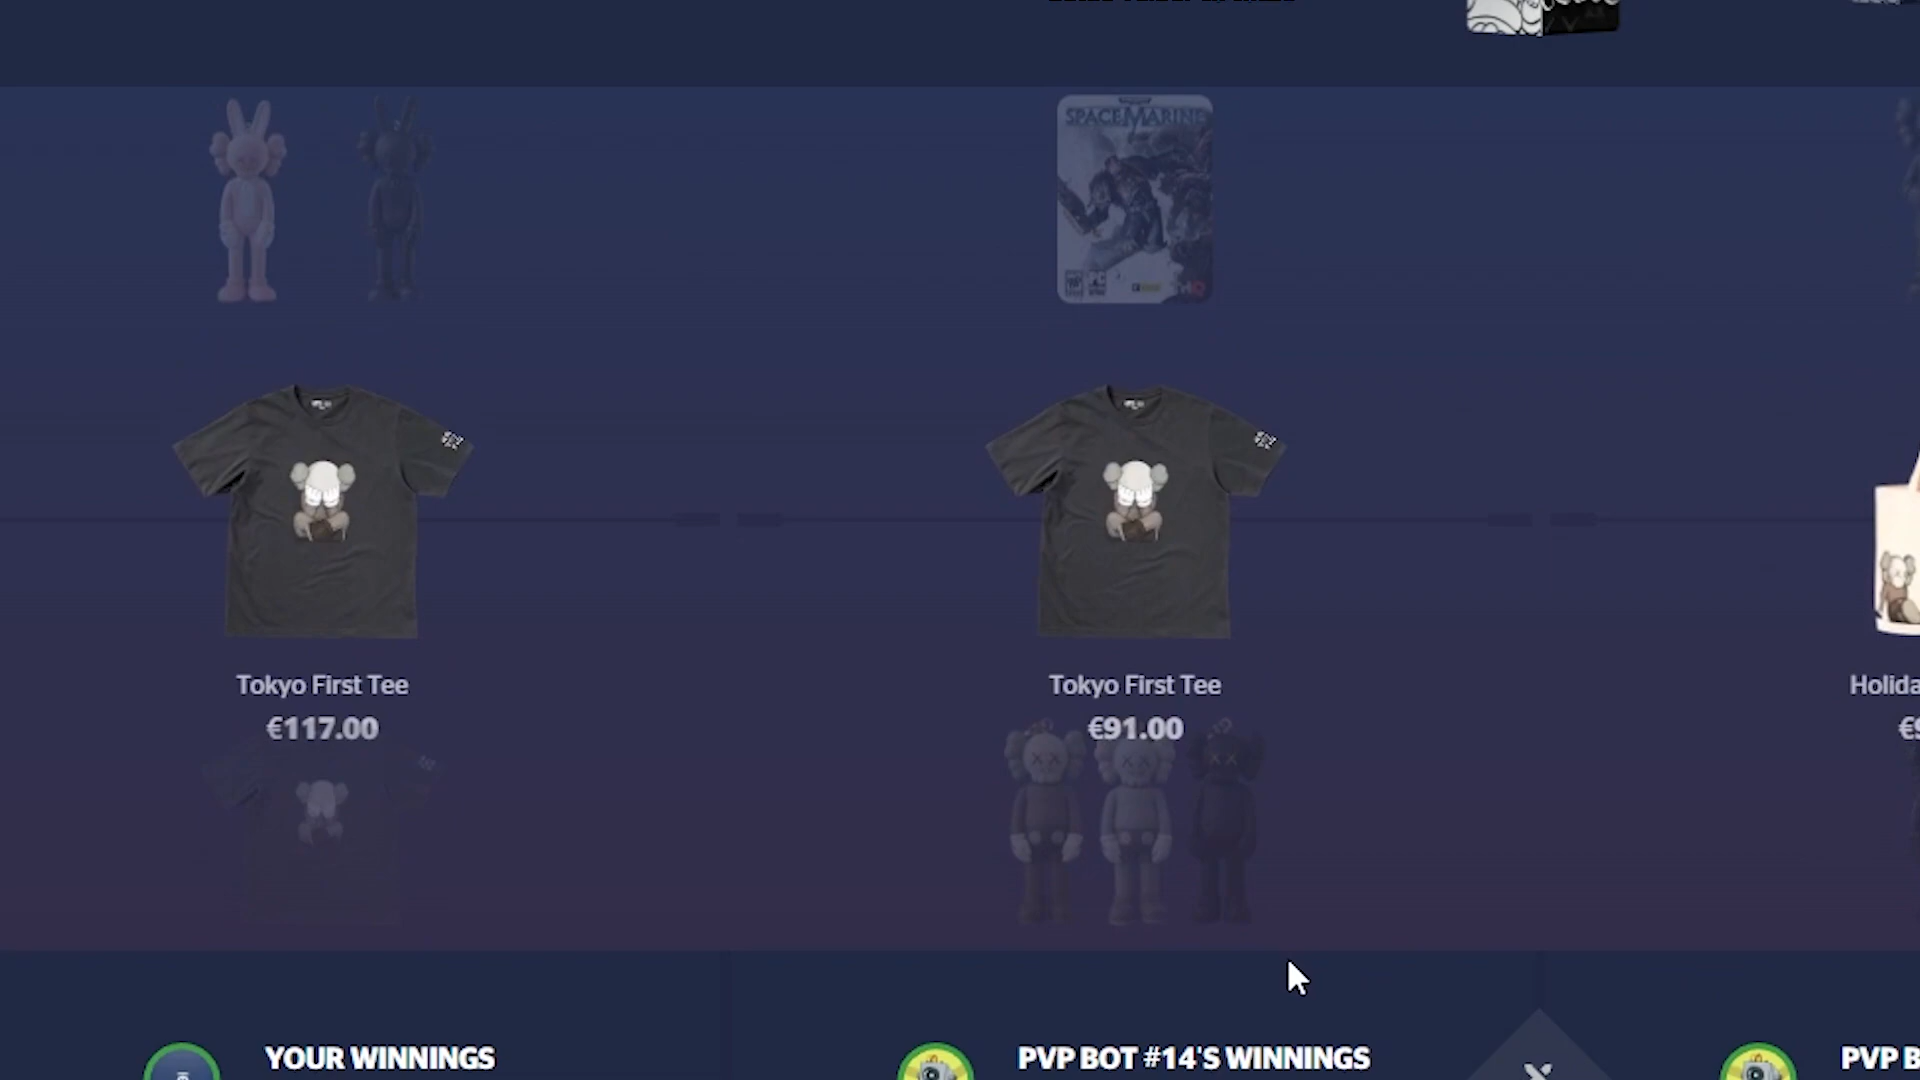 SPACE MARINE
Tokyo First Tee
€117.00
Tokyo First Tee
€91.00
Holida
YOUR WINNINGS
PVP BOT #14'S WINNINGS
PVP B